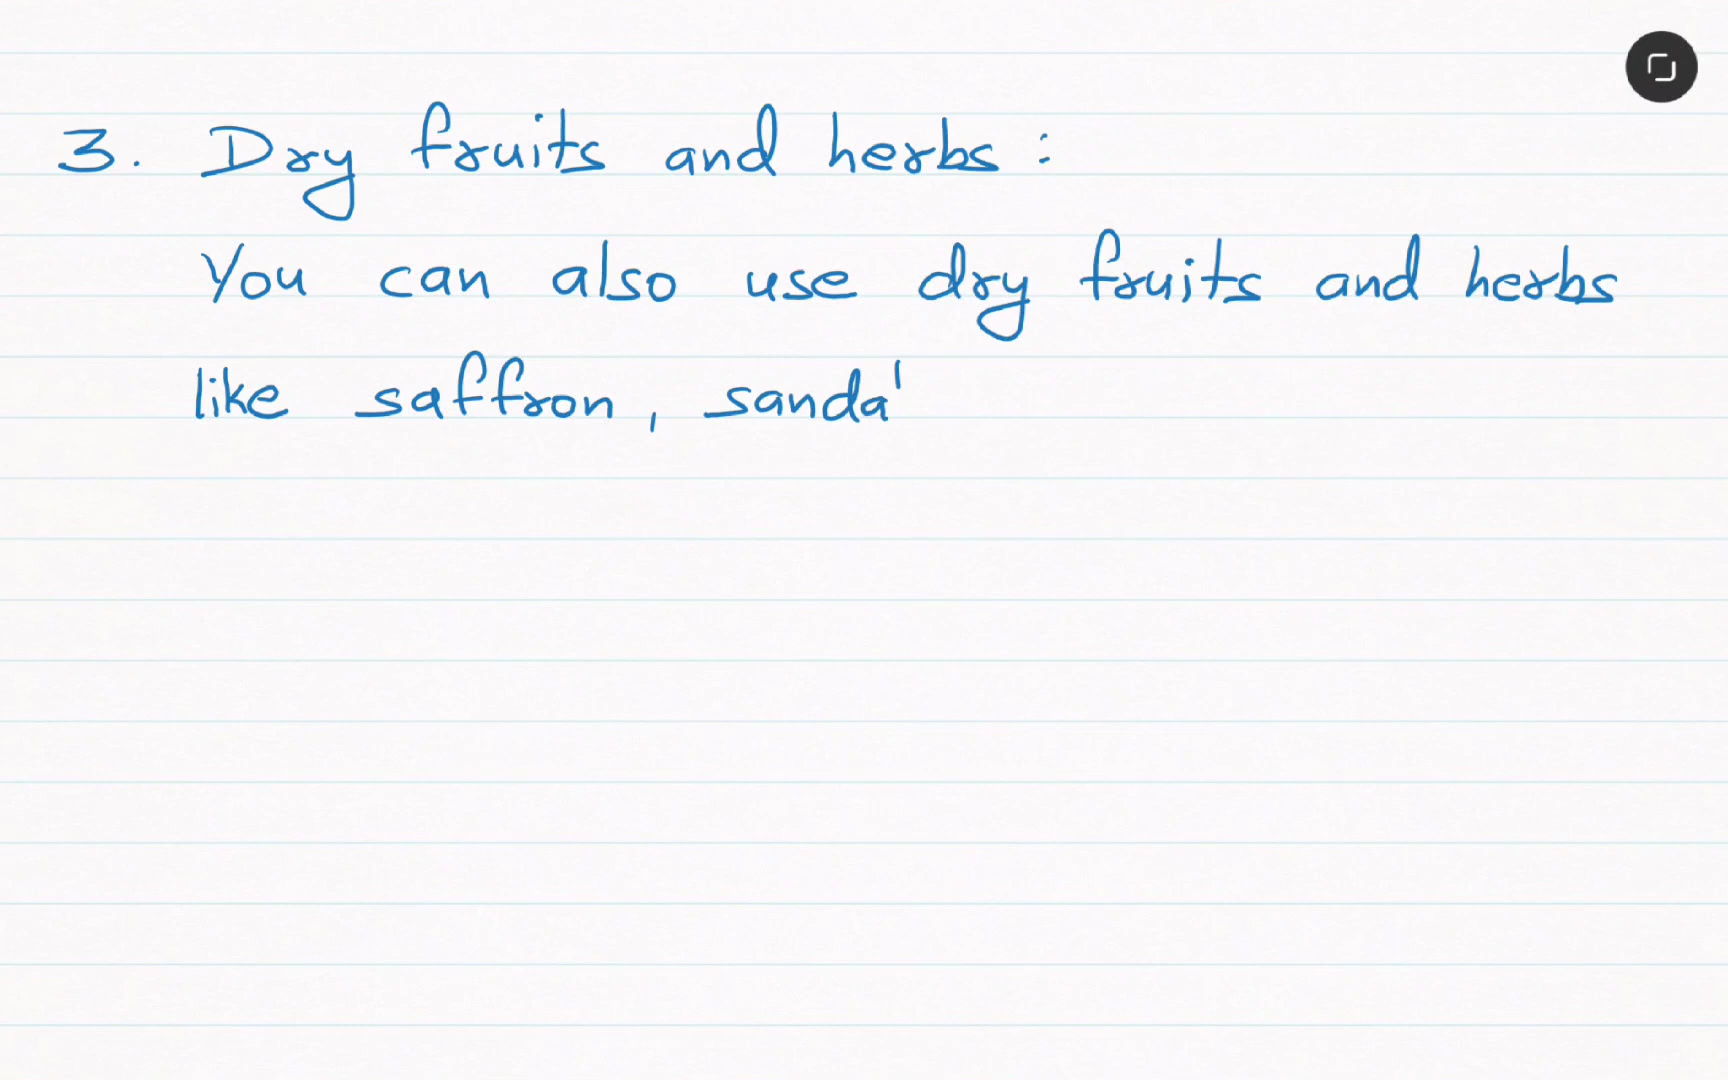 3. Dry fruits and herbs :
You can also use dry fruits and herbs
like saffron, sanda'